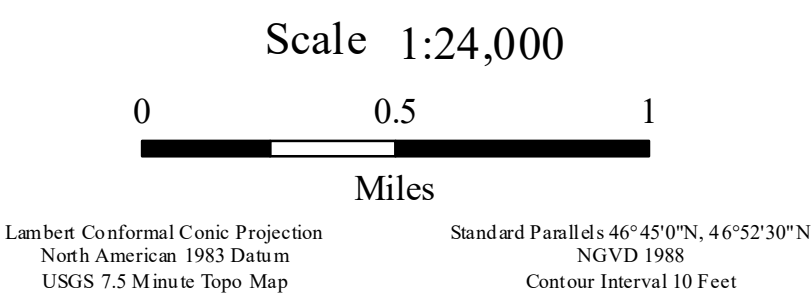 Scale 1:24,000
0 0.5 1
Miles
Lambert Conformal Conic Projection
North American 1983 Datum
USGS 7.5 Minute Topo Map
Standard Parallels 46°45'0"N, 46°52'30"N
NGVD 1988
Contour Interval 10 Feet